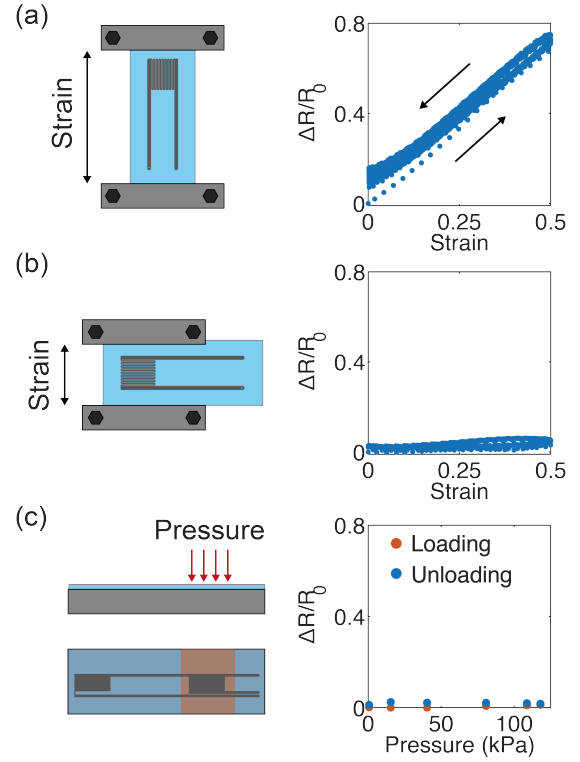 (a)
Strain
ΔR/R0
0.8
0.4
0
0
0.25
0.5
Strain
(b)
Strain
ΔR/R0
0.8
0.4
0
0
0.25
0.5
Strain
(c)
Pressure
ΔR/R0
0.8
0.4
0
Loading
Unloading
0
50
100
Pressure (kPa)